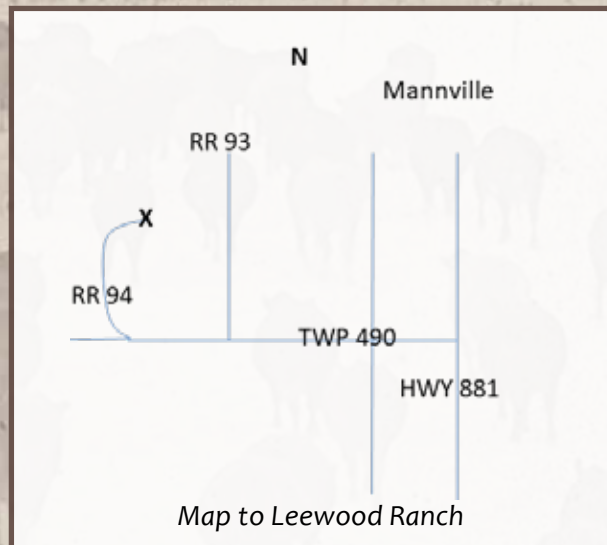 N
Mannville
RR 93
X
RR 94
TWP 490
HWY 881
Map to Leewood Ranch